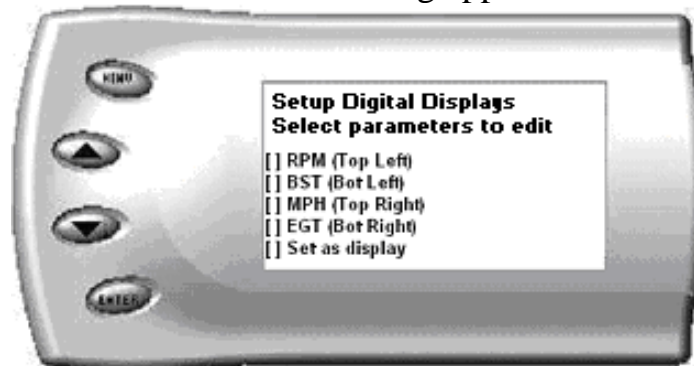 MENU
Setup Digital Displays
Select parameters to edit
[ ] RPM (Top Left)
[ ] BST (Bot Left)
[ ] MPH (Top Right)
[ ] EGT (Bot Right)
[ ] Set as display
ENTER